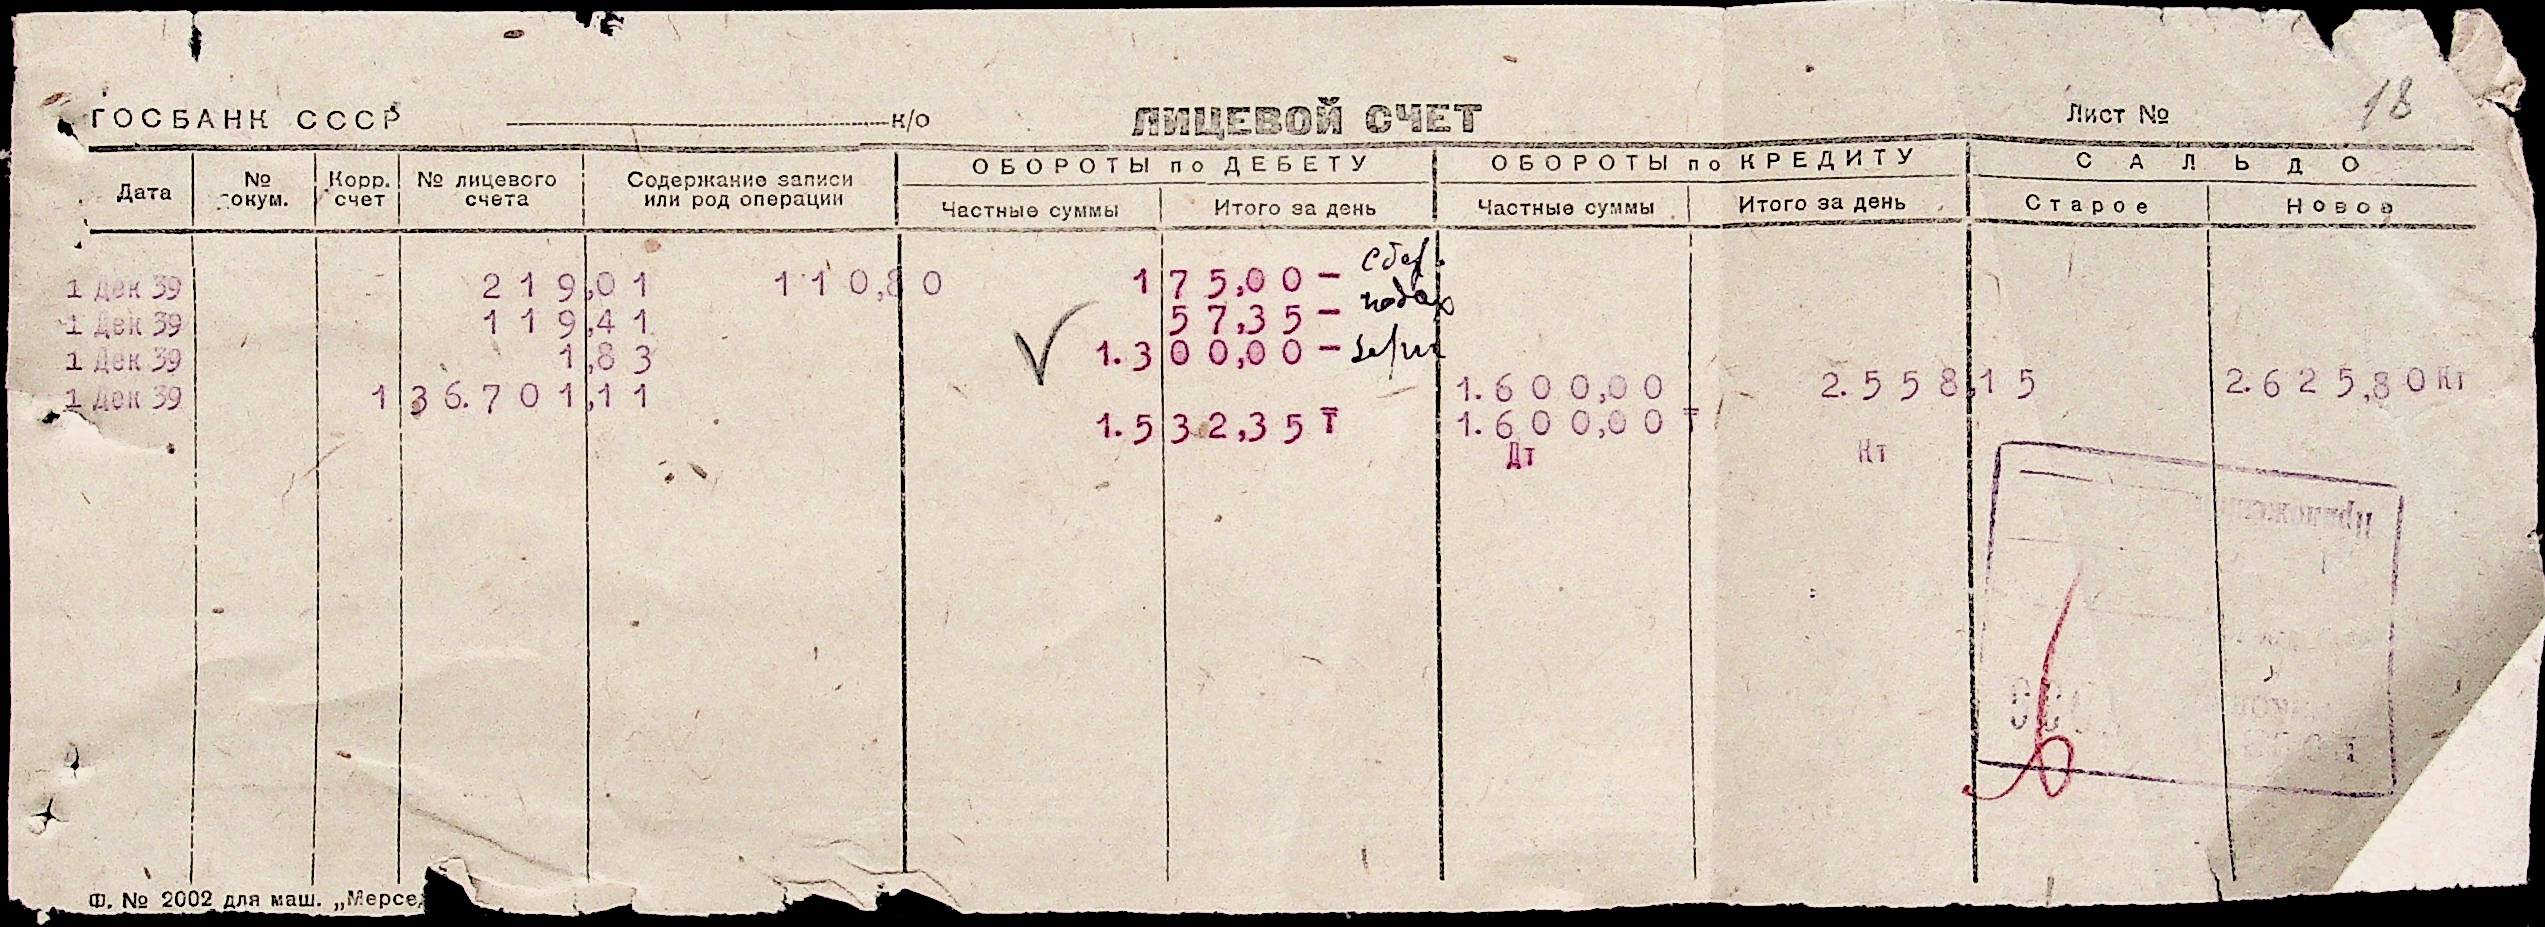 ГОСБАНК СССР к/о ЛИЦЕВОЙ СЧЕТ Лист № 18
Дата № докум. Корр. счет № лицевого счета Содержание записи или род операции ОБОРОТЫ по ДЕБЕТУ ОБОРОТЫ по КРЕДИТУ САЛЬДО
Частные суммы Итого за день Частные суммы Итого за день Старое Новое
1 Дек 39 219,01 110,80 175,00 –
1 Дек 39 119,41 57,35 –
1 Дек 39 1,83 1.300,00 –
1 Дек 39 136.701,11 1.600,00 2.558,15 2.625,80 Кт
1.532,35 Т 1.600,00 Т
Дт Кт
Ф. № 2002 для маш. „Мерсе